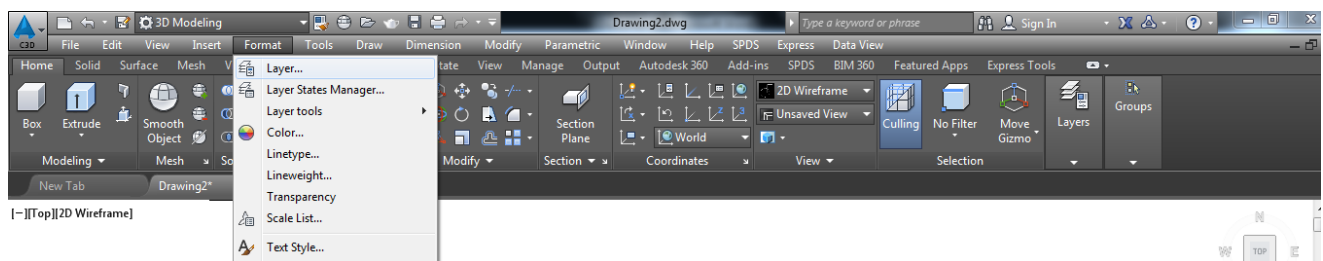 3D Modeling Drawing2.dwg Type a keyword or phrase Sign In
C3D File Edit View Insert Format Tools Draw Dimension Modify Parametric Window Help SPDS Express Data View
Home Solid Surface Mesh V tate View Manage Output Autodesk 360 Add-ins SPDS BIM 360 Featured Apps Express Tools
Layer...
Layer States Manager...
Layer tools
Color...
Linetype...
Lineweight...
Transparency
Scale List...
Text Style...
Box
Extrude
Smooth
Object
Section
Plane
2D Wireframe
Unsaved View
World
Culling
No Filter
Move
Gizmo
Layers
Groups
Modeling Mesh So Modify Section Coordinates View Selection
New Tab Drawing2*
[−][Top][2D Wireframe]
N
W TOP E